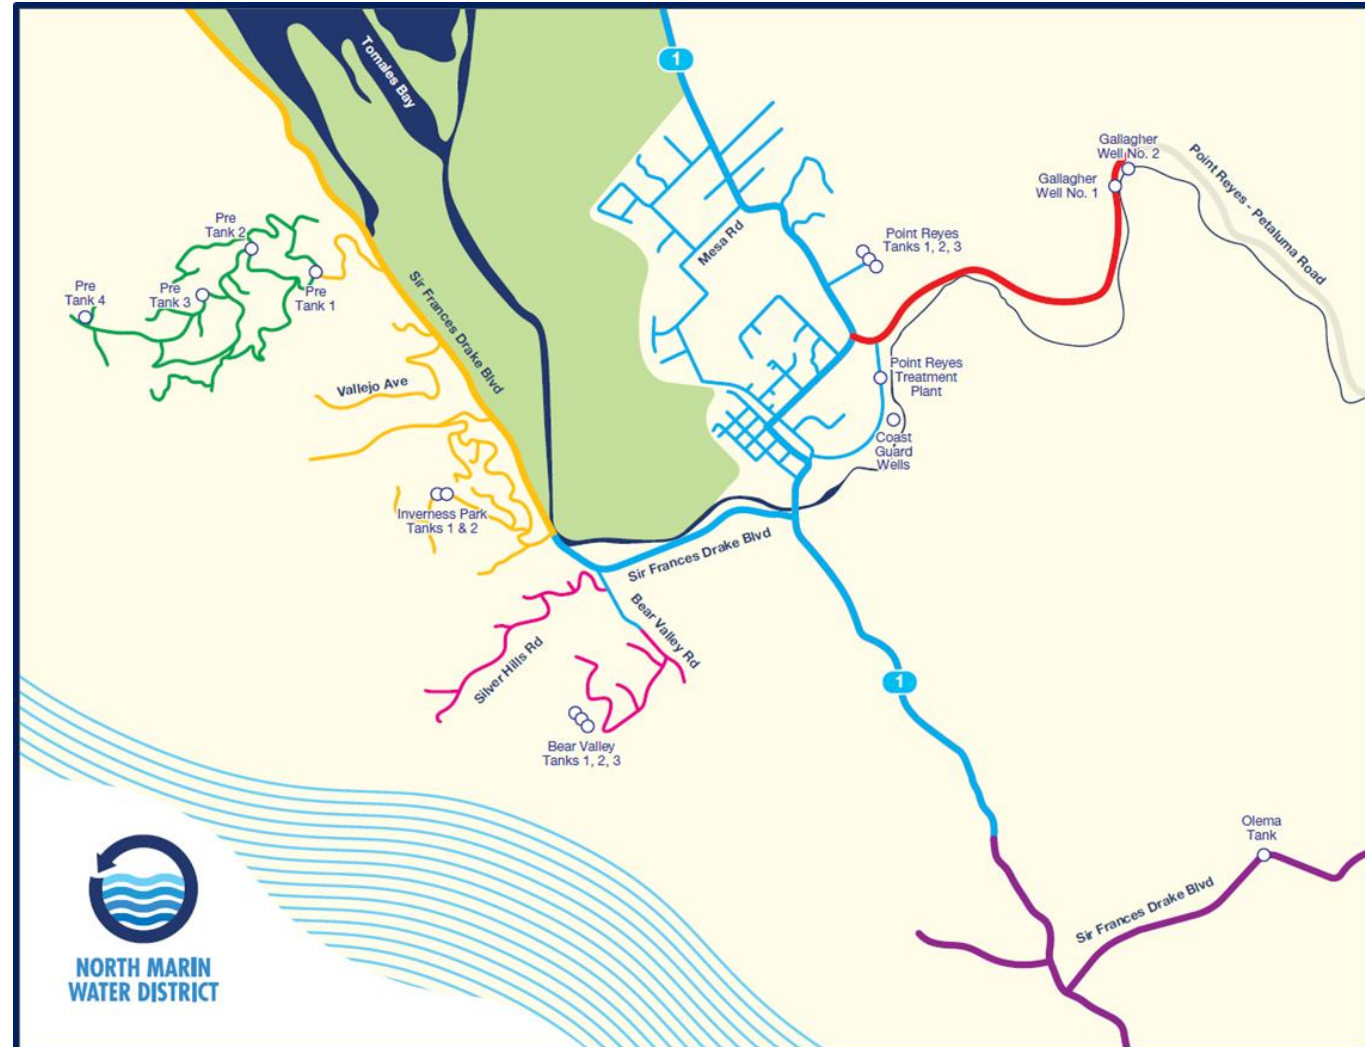 Tomales Bay
1
Gallagher
Well No. 2
Gallagher
Well No. 1
Point Reyes - Petaluma Road
Pre
Tank 2
Mesa Rd
Point Reyes
Tanks 1, 2, 3
Pre
Tank 4
Pre
Tank 3
Pre
Tank 1
Sir Frances Drake Blvd
Vallejo Ave
Point Reyes
Treatment
Plant
Coast
Guard
Wells
Inverness Park
Tanks 1 & 2
Sir Frances Drake Blvd
Bear Valley Rd
Silver Hills Rd
1
Bear Valley
Tanks 1, 2, 3
Olema
Tank
Sir Frances Drake Blvd
NORTH MARIN
WATER DISTRICT